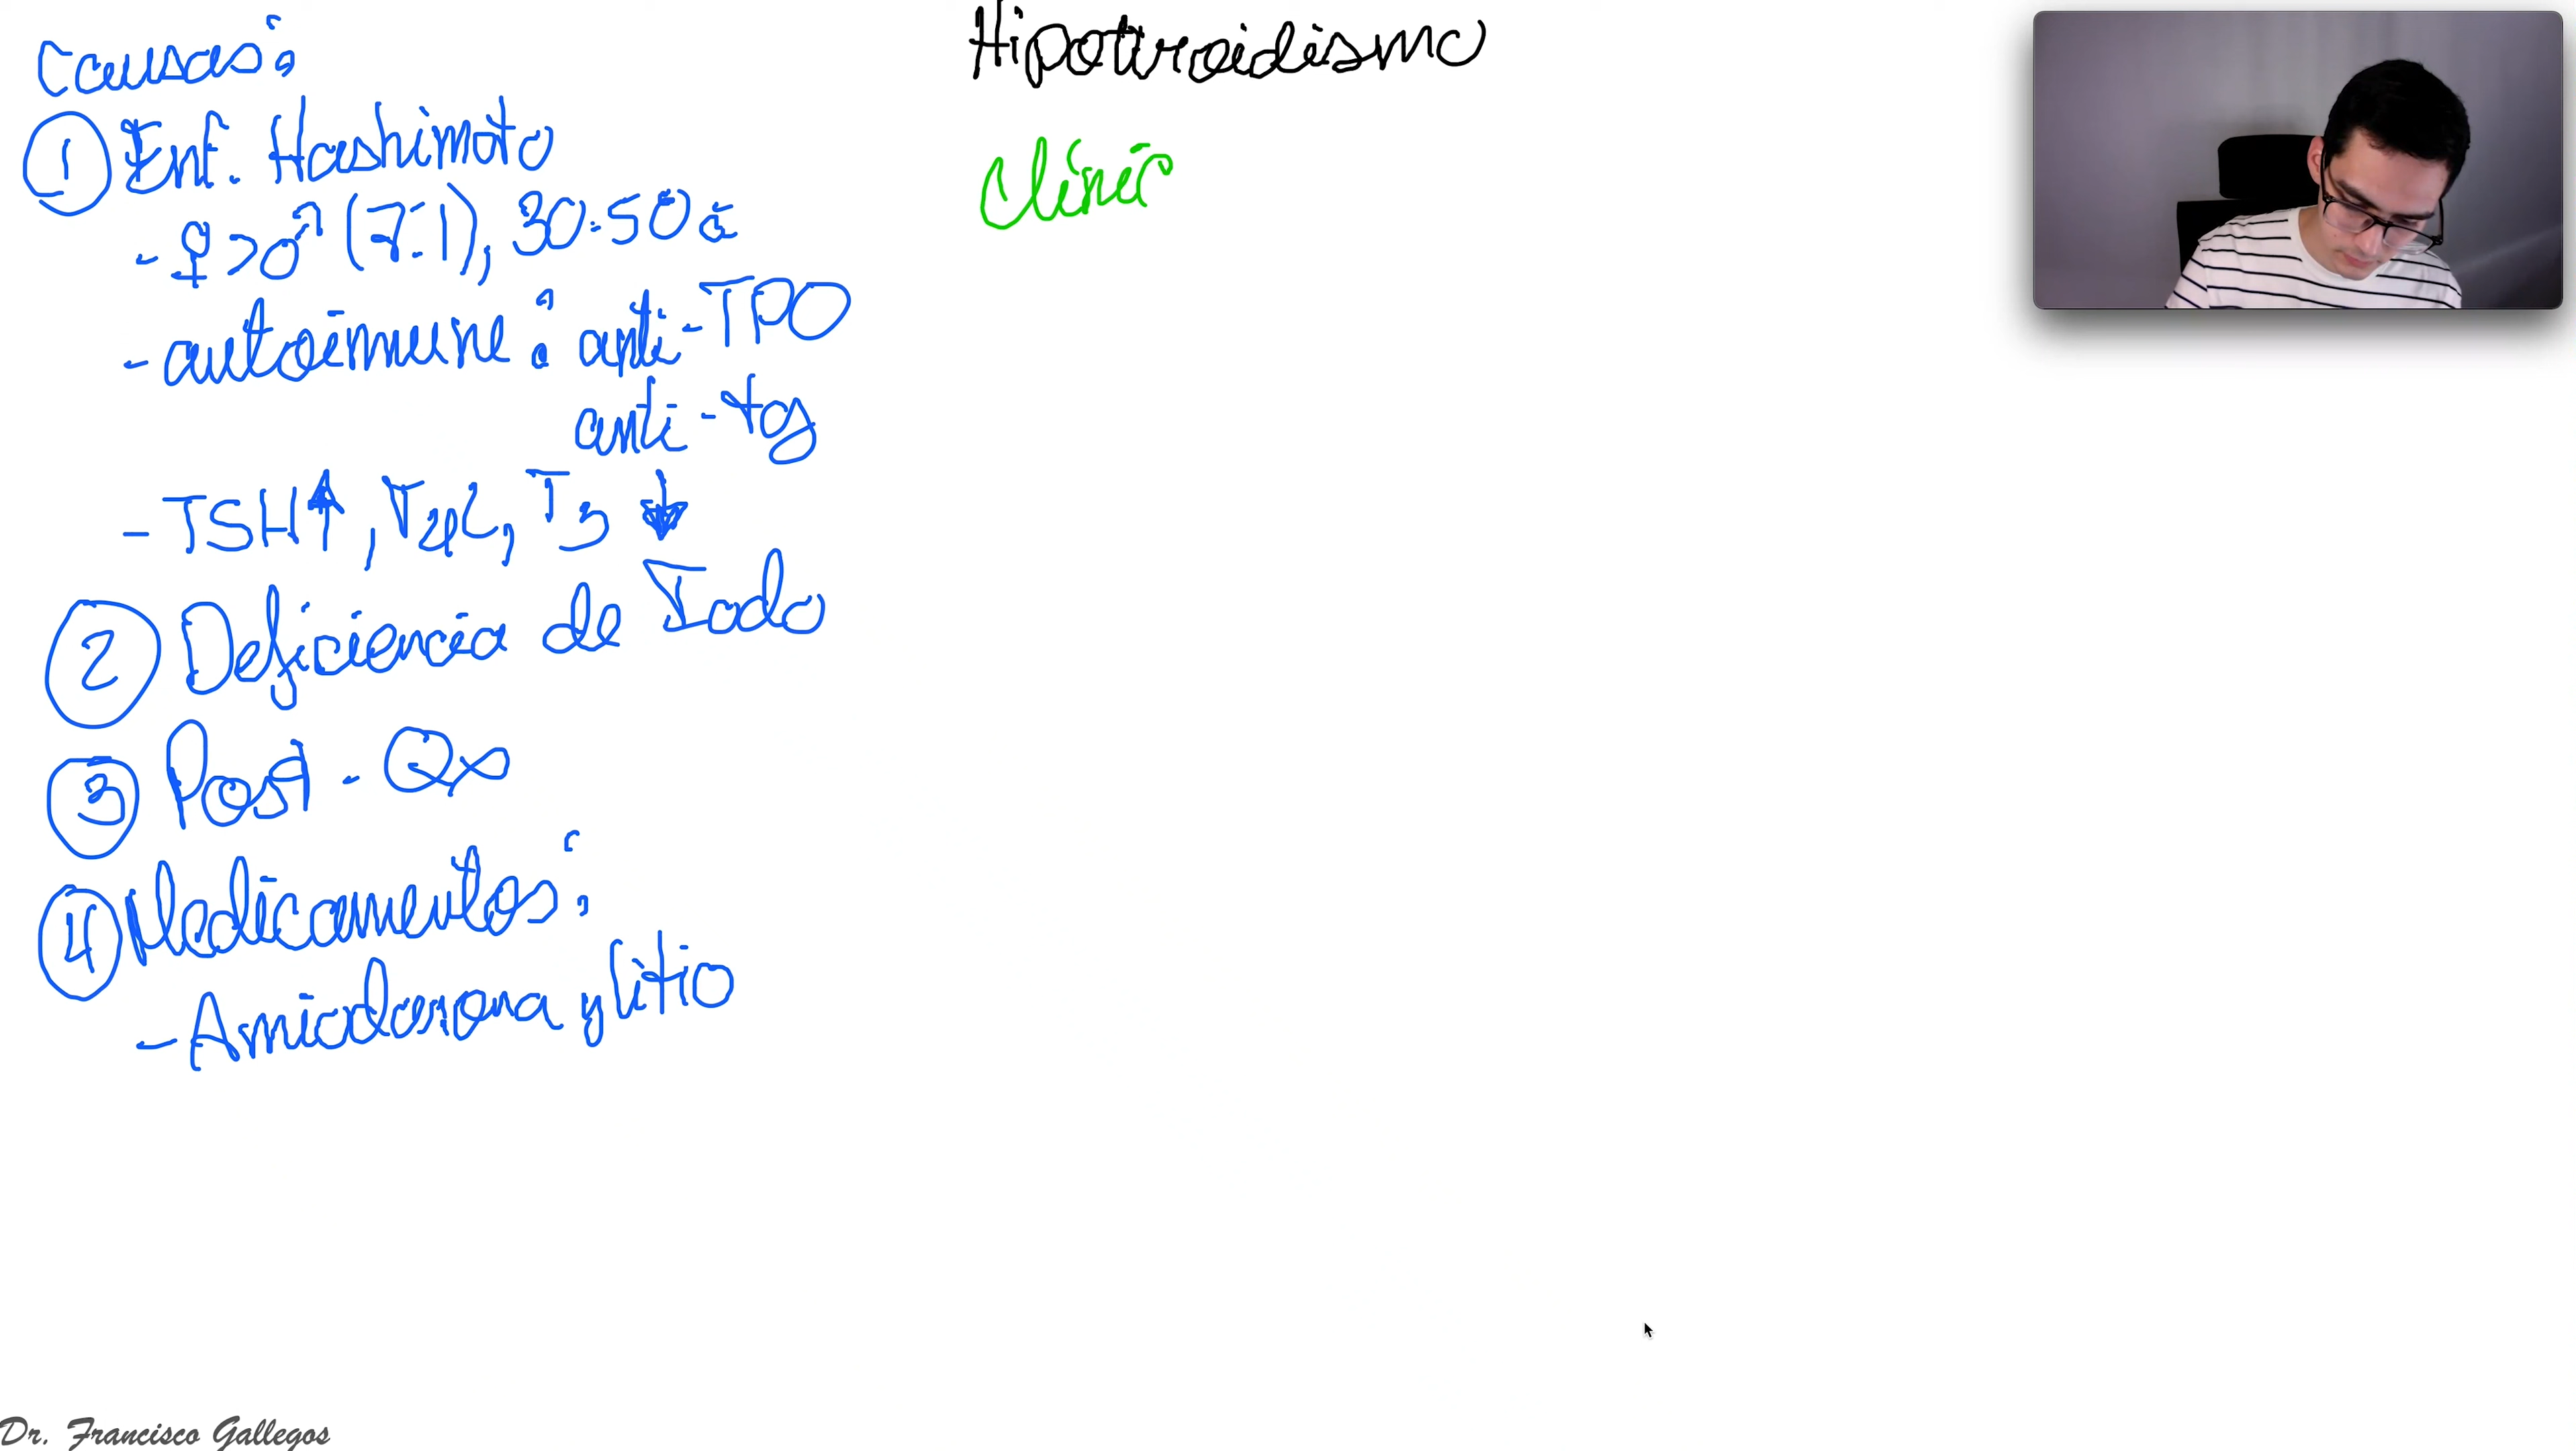 Hipotiroidismo
Causas:
1 Enf. Hashimoto
- ♀>♂ (7:1), 30-50 a
- autoinmune: anti-TPO
anti-tg
- TSH↑, T4L, T3 ↓
2 Deficiencia de Iodo
3 Post-Qx
4 Medicamentos:
- Amiodarona y litio
Clínic
Dr. Francisco Gallegos